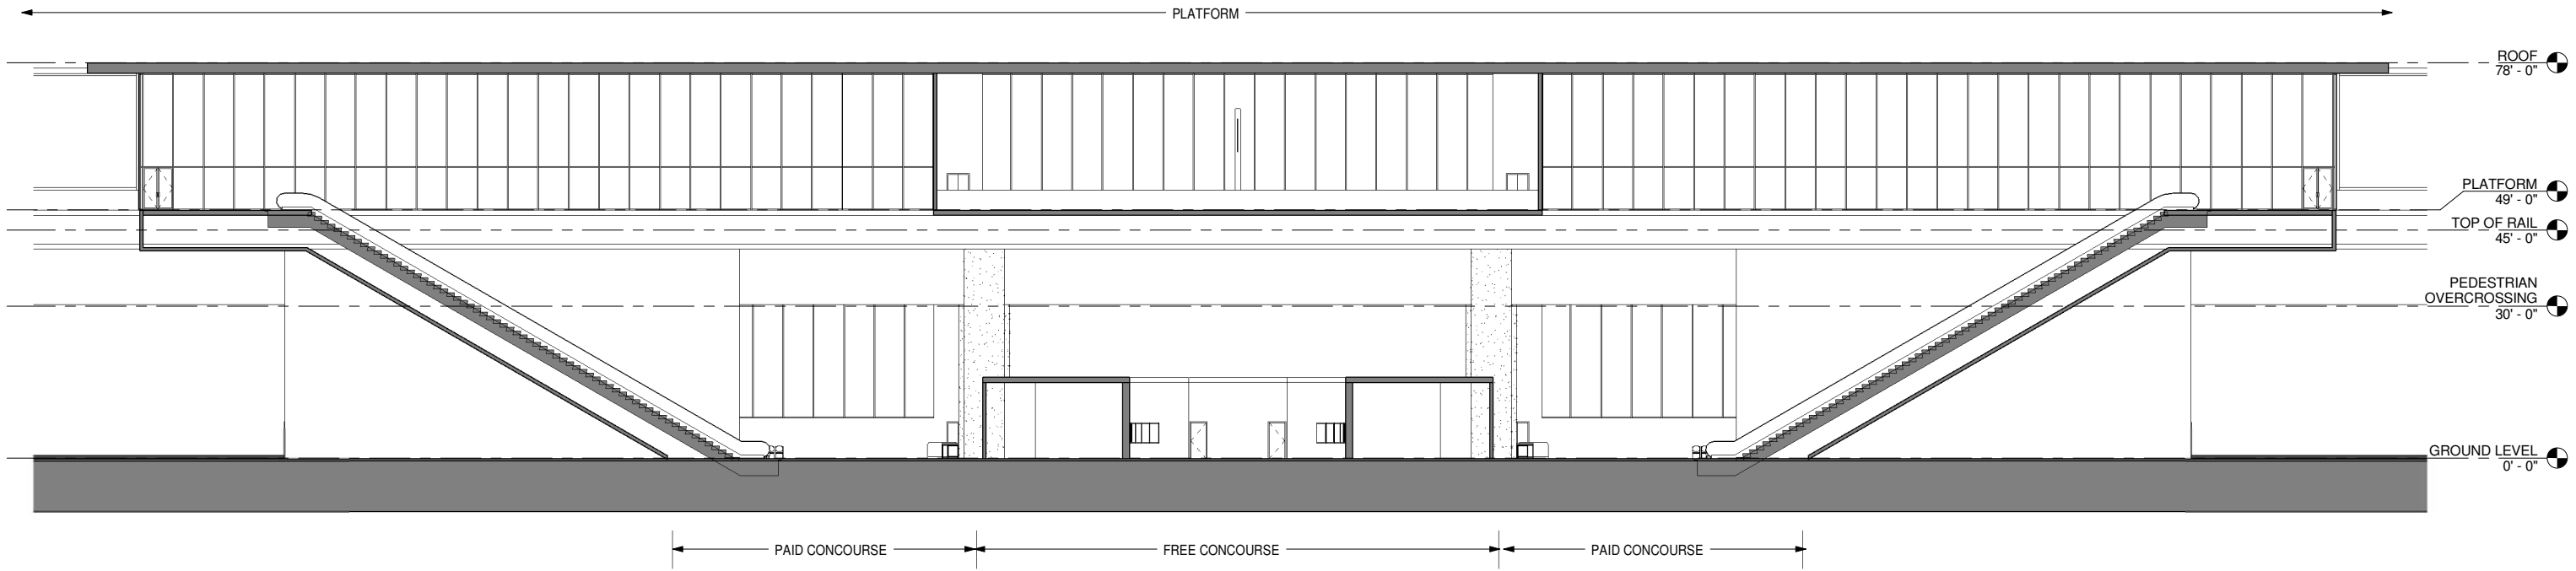 PLATFORM
ROOF
78' - 0"
PLATFORM
49' - 0"
TOP OF RAIL
45' - 0"
PEDESTRIAN
OVERCROSSING
30' - 0"
GROUND LEVEL
0' - 0"
PAID CONCOURSE
FREE CONCOURSE
PAID CONCOURSE